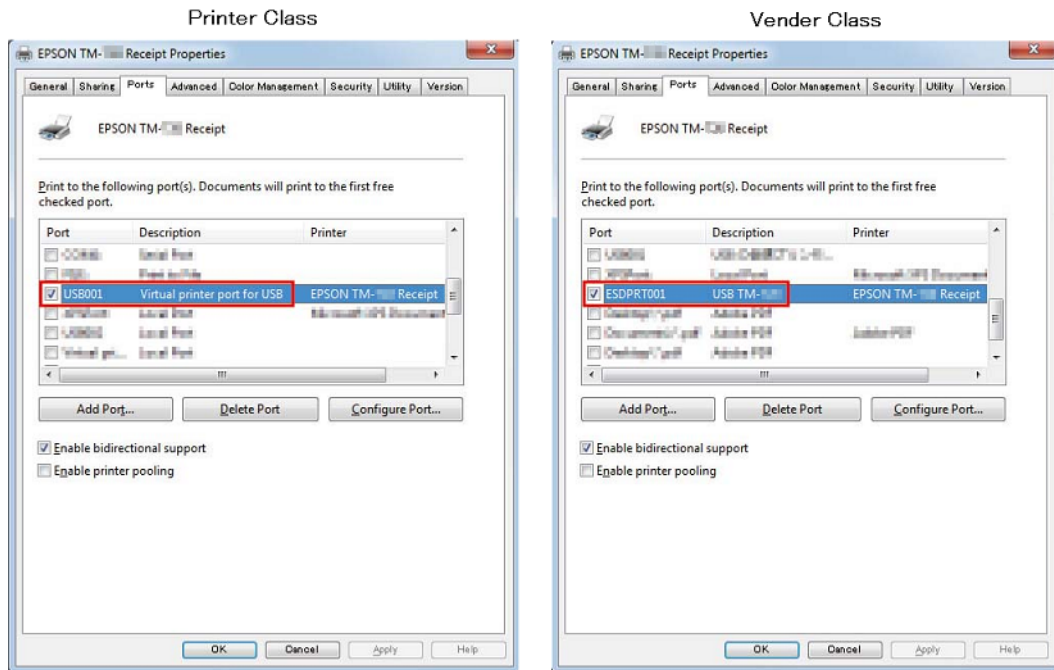 Printer Class
EPSON TM- Receipt Properties
General Sharing Ports Advanced Color Management Security Utility Version
EPSON TM- Receipt
Print to the following port(s). Documents will print to the first free
checked port.
Port Description Printer
USB001 Virtual printer port for USB EPSON TM- Receipt
Add Port... Delete Port Configure Port...
Enable bidirectional support
Enable printer pooling
OK Cancel Apply Help
Vender Class
EPSON TM- Receipt Properties
General Sharing Ports Advanced Color Management Security Utility Version
EPSON TM- Receipt
Print to the following port(s). Documents will print to the first free
checked port.
Port Description Printer
ESDPRT001 USB TM- EPSON TM- Receipt
Add Port... Delete Port Configure Port...
Enable bidirectional support
Enable printer pooling
OK Cancel Apply Help